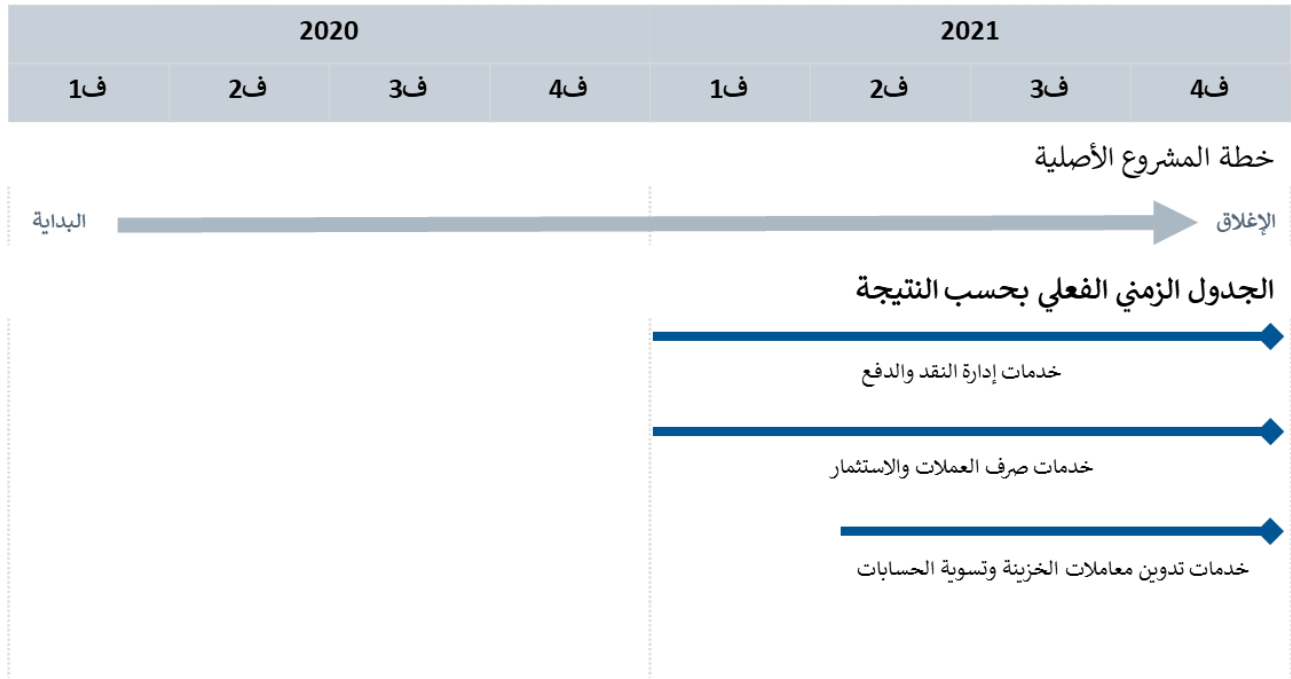 2020 2021
ف1 ف2 ف3 ف4 ف1 ف2 ف3 ف4
خطة المشروع الأصلية
البداية الإغلاق
الجدول الزمني الفعلي بحسب النتيجة
خدمات إدارة النقد والدفع
خدمات صرف العملات والاستثمار
خدمات تدوين معاملات الخزينة وتسوية الحسابات